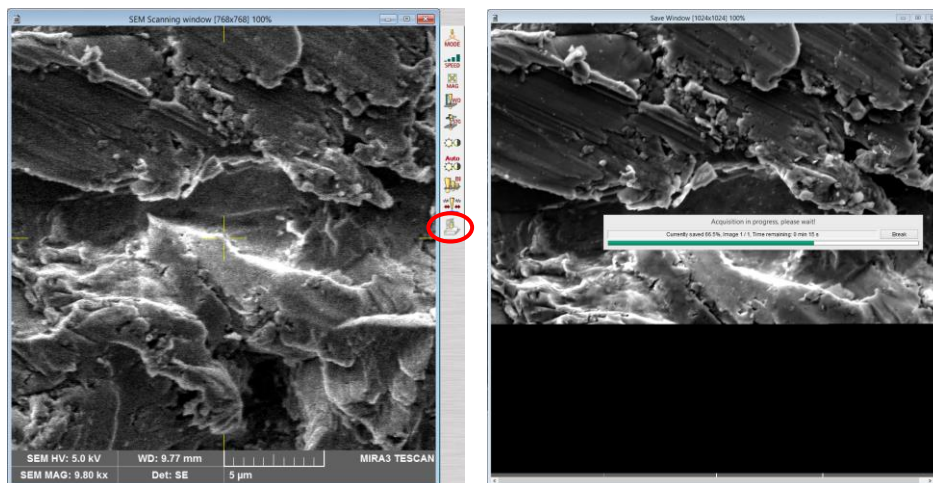 SEM Scanning window [768x768] 100%
MODE
SPEED
MAG
WD
Auto
SEM HV: 5.0 kV
WD: 9.77 mm
MIRA3 TESCAN
SEM MAG: 9.80 kx
Det: SE
5 µm
Save Window [1024x1024] 100%
Acquisition in progress, please wait!
Currently saved 66.5%, Image 1 / 1, Time remaining: 0 min 15 s
Break